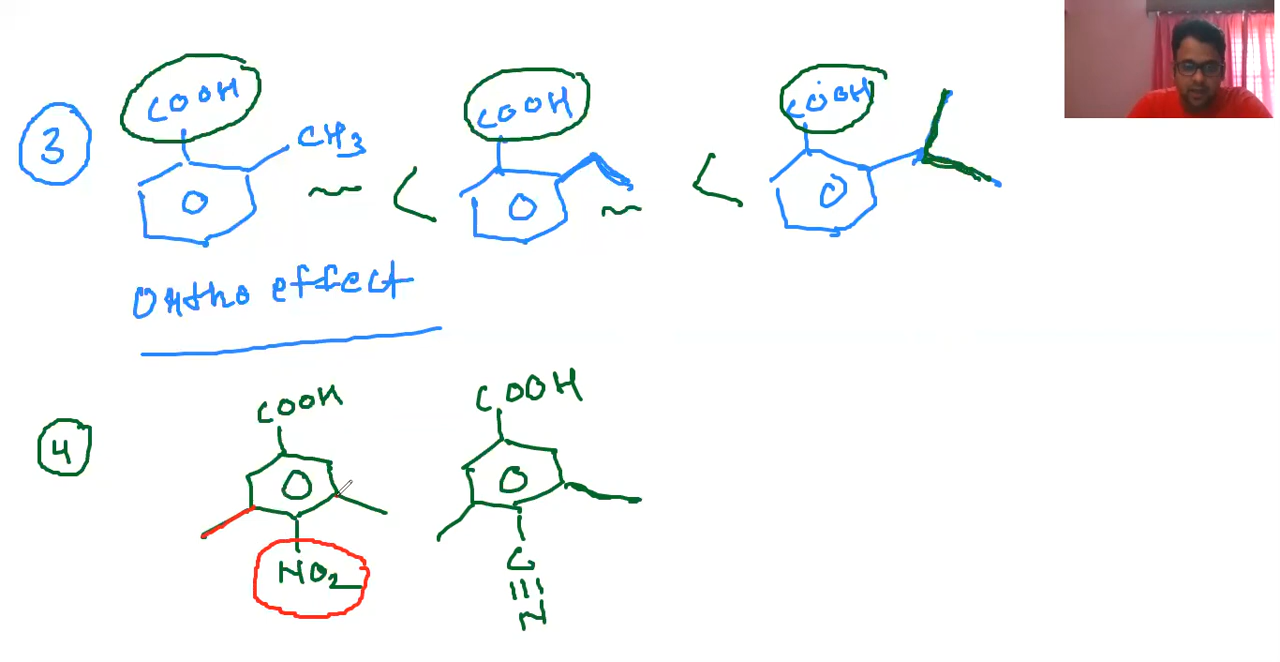 ③ COOH CH3 ~ < COOH ~ < COOH
Ortho effect
④ COOH COOH
NO2 C
≡
N